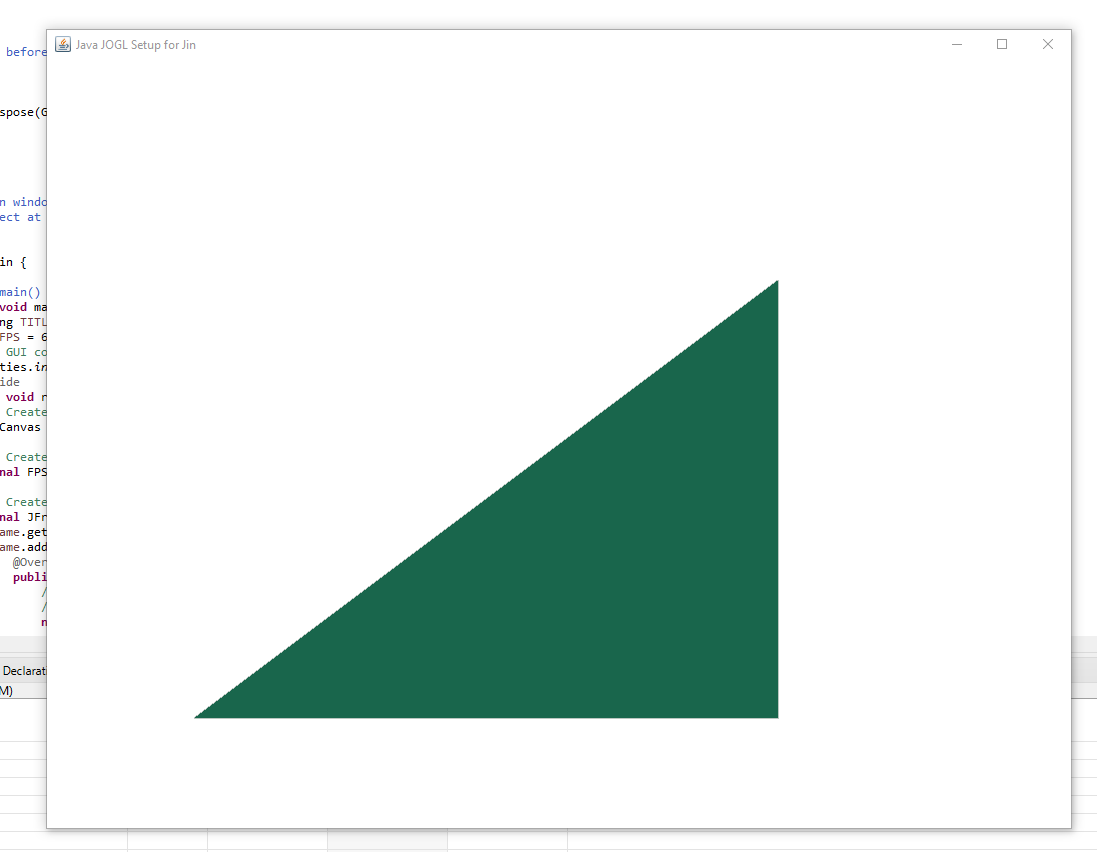 Java JOGL Setup for Jin
before
spose(G
n windo
ect at
in {
main()
void ma
ng TITL
FPS = 6
GUI co
ties.in
ide
void r
Create
Canvas
Create
nal FPS
Create
nal JFr
ame.get
ame.add
@Over
publi
/
/
n
Declarati
M)